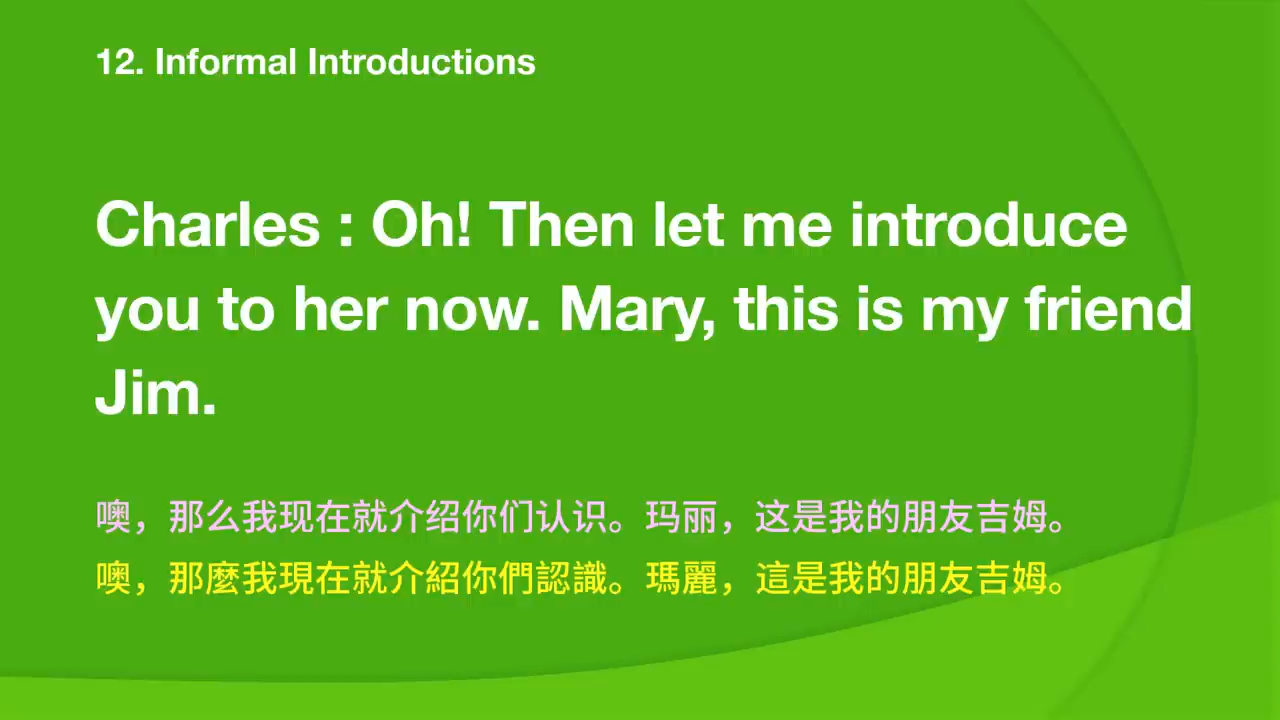 12. Informal Introductions
Charles : Oh! Then let me introduce
you to her now. Mary, this is my friend
Jim.
噢，那么我现在就介绍你们认识。玛丽，这是我的朋友吉姆。
噢，那麼我現在就介紹你們認識。瑪麗，這是我的朋友吉姆。